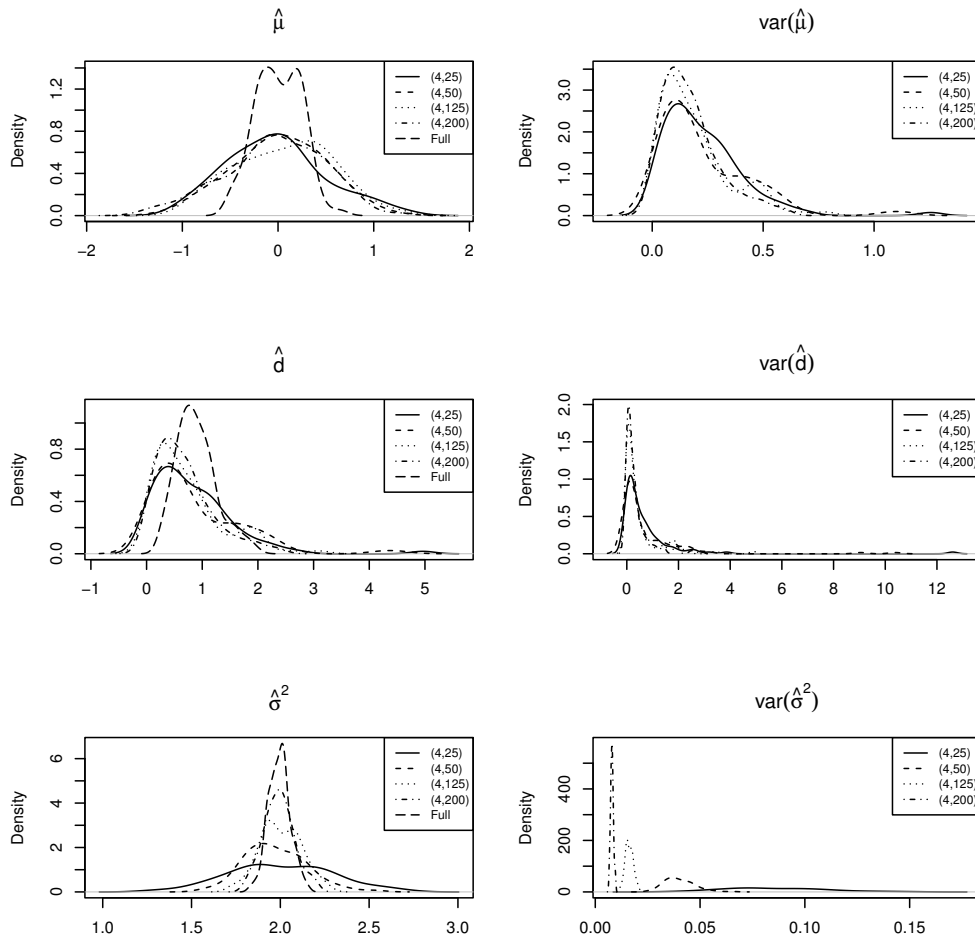 μ̂
Density
0.0 0.4 0.8 1.2
−2 −1 0 1 2
(4,25)
(4,50)
(4,125)
(4,200)
Full
var(μ̂)
Density
0.0 1.0 2.0 3.0
0.0 0.5 1.0
(4,25)
(4,50)
(4,125)
(4,200)
d̂
Density
0.0 0.4 0.8
−1 0 1 2 3 4 5
(4,25)
(4,50)
(4,125)
(4,200)
Full
var(d̂)
Density
0.0 0.5 1.0 1.5 2.0
0 2 4 6 8 10 12
(4,25)
(4,50)
(4,125)
(4,200)
σ̂²
Density
0 2 4 6
1.0 1.5 2.0 2.5 3.0
(4,25)
(4,50)
(4,125)
(4,200)
Full
var(σ̂²)
Density
0 200 400
0.00 0.05 0.10 0.15
(4,25)
(4,50)
(4,125)
(4,200)